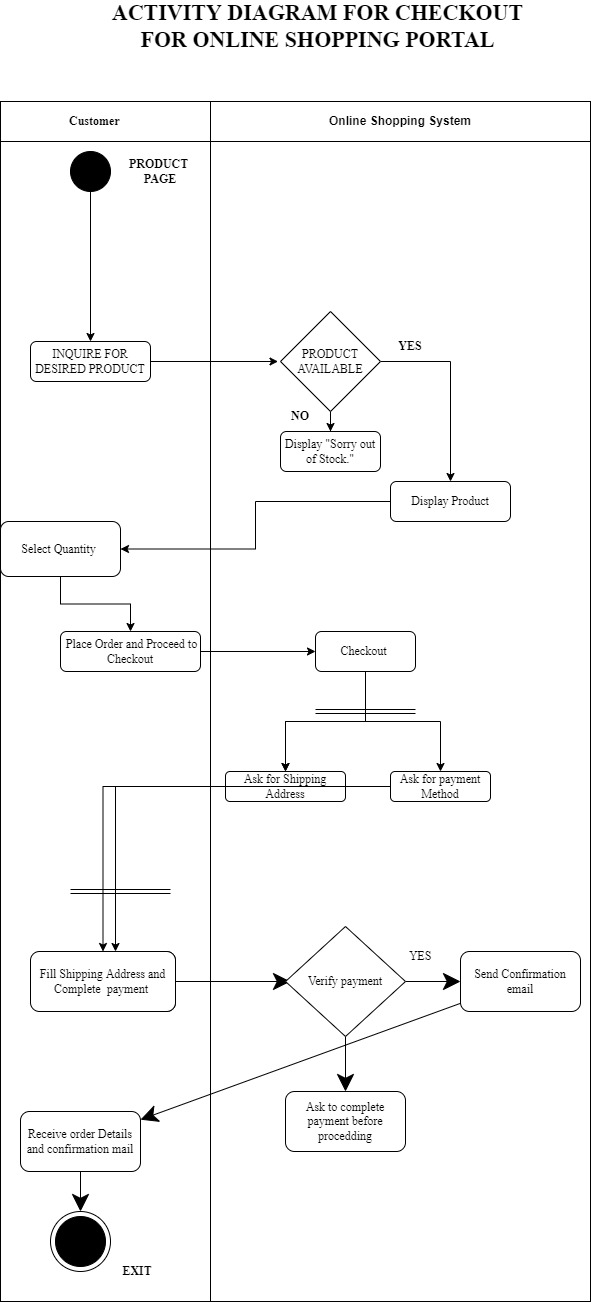 ACTIVITY DIAGRAM FOR CHECKOUT
FOR ONLINE SHOPPING PORTAL
Customer
Online Shopping System
PRODUCT
PAGE
INQUIRE FOR
DESIRED PRODUCT
PRODUCT
AVAILABLE
YES
NO
Display "Sorry out
of Stock."
Display Product
Select Quantity
Place Order and Proceed to
Checkout
Checkout
Ask for Shipping
Address
Ask for payment
Method
Fill Shipping Address and
Complete payment
Verify payment
YES
Send Confirmation
email
Ask to complete
payment before
procedding
Receive order Details
and confirmation mail
EXIT